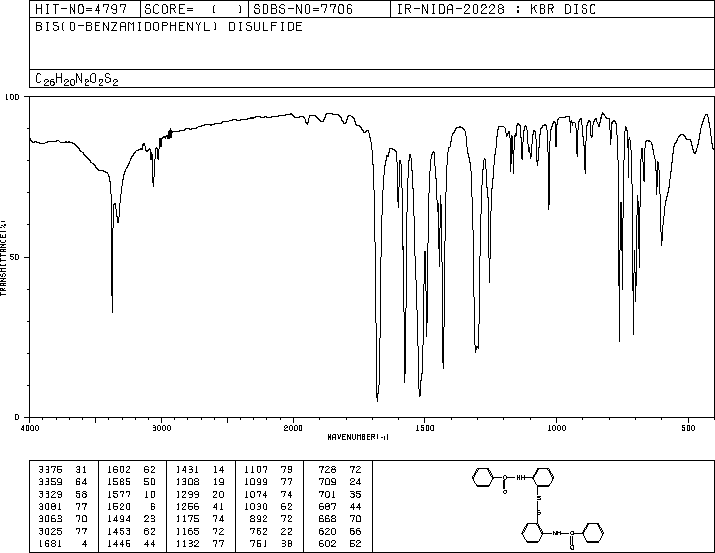 HIT-NO=4797 SCORE= ( ) SDBS-NO=7706 IR-NIDA-20228 : KBR DISC
BIS(O-BENZAMIDOPHENYL) DISULFIDE
C26H20N2O2S2
100
50
0
TRANSMITTANCE(%)
4000 3000 2000 1500 1000 500
WAVENUMBER(-1)
3375 31 1602 62 1431 14 1107 79 728 72
3359 64 1585 50 1308 19 1099 77 709 24
3329 58 1577 10 1299 20 1074 74 701 35
3081 77 1520 6 1256 41 1030 62 687 44
3063 70 1494 23 1175 74 892 72 668 70
3025 77 1453 62 1165 72 762 22 620 66
1681 4 1446 44 1132 77 751 38 602 52
C NH
O
S
S
NH C
O